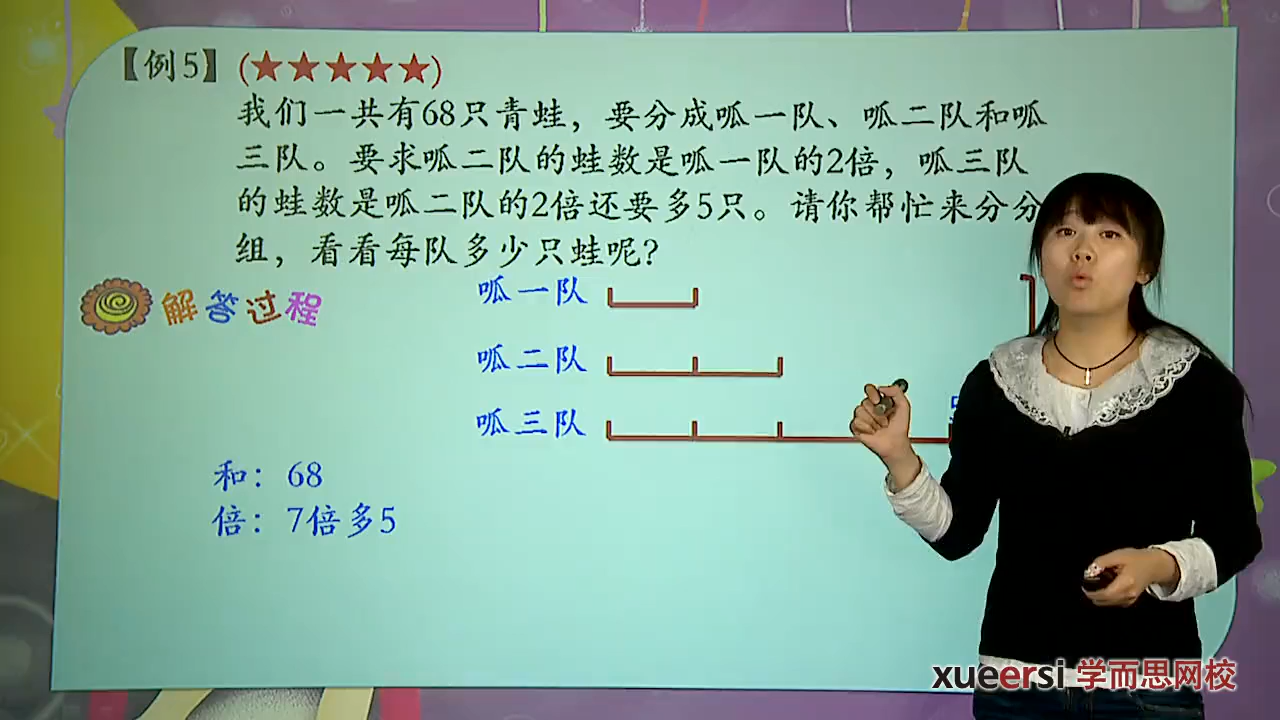 【例5】(★★★★★)
我们一共有68只青蛙，要分成呱一队、呱二队和呱
三队。要求呱二队的蛙数是呱一队的2倍，呱三队
的蛙数是呱二队的2倍还要多5只。请你帮忙来分分
组，看看每队多少只蛙呢?
解答过程
呱一队
呱二队
呱三队
和：68
倍：7倍多5
xueersi 学而思网校